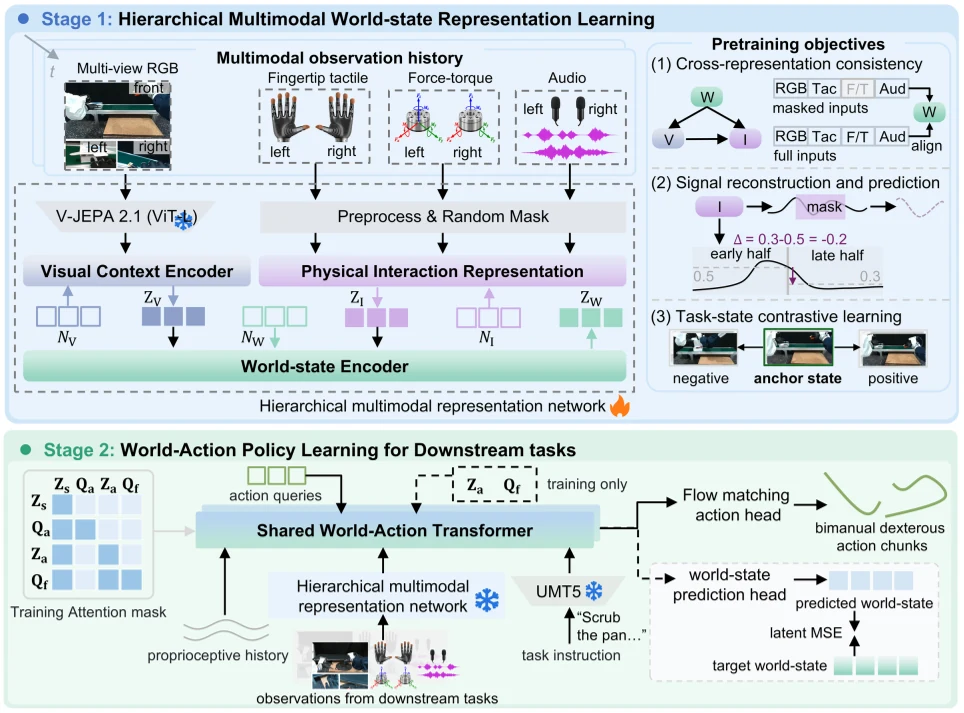 Stage 1: Hierarchical Multimodal World-state Representation Learning
t
Multimodal observation history
Multi-view RGB
front
left
right
Fingertip tactile
left
right
Force-torque
left
right
Audio
left
right
V-JEPA 2.1 (ViT-L)
Preprocess & Random Mask
Visual Context Encoder
Physical Interaction Representation
N_V
Z_V
N_W
Z_I
N_I
Z_W
World-state Encoder
Hierarchical multimodal representation network
Pretraining objectives
(1) Cross-representation consistency
W
V
I
RGB Tac F/T Aud
masked inputs
W
RGB Tac F/T Aud
full inputs
align
(2) Signal reconstruction and prediction
I
mask
Δ = 0.3-0.5 = -0.2
early half
late half
0.5
0.3
(3) Task-state contrastive learning
negative
anchor state
positive
Stage 2: World-Action Policy Learning for Downstream tasks
Z_s Q_a Z_a Q_f
Z_s
Q_a
Z_a
Q_f
Training Attention mask
action queries
Z_a Q_f
training only
Shared World-Action Transformer
proprioceptive history
Hierarchical multimodal
representation network
observations from downstream tasks
UMT5
"Scrub
the pan..."
task instruction
Flow matching
action head
bimanual dexterous
action chunks
world-state
prediction head
predicted world-state
latent MSE
target world-state